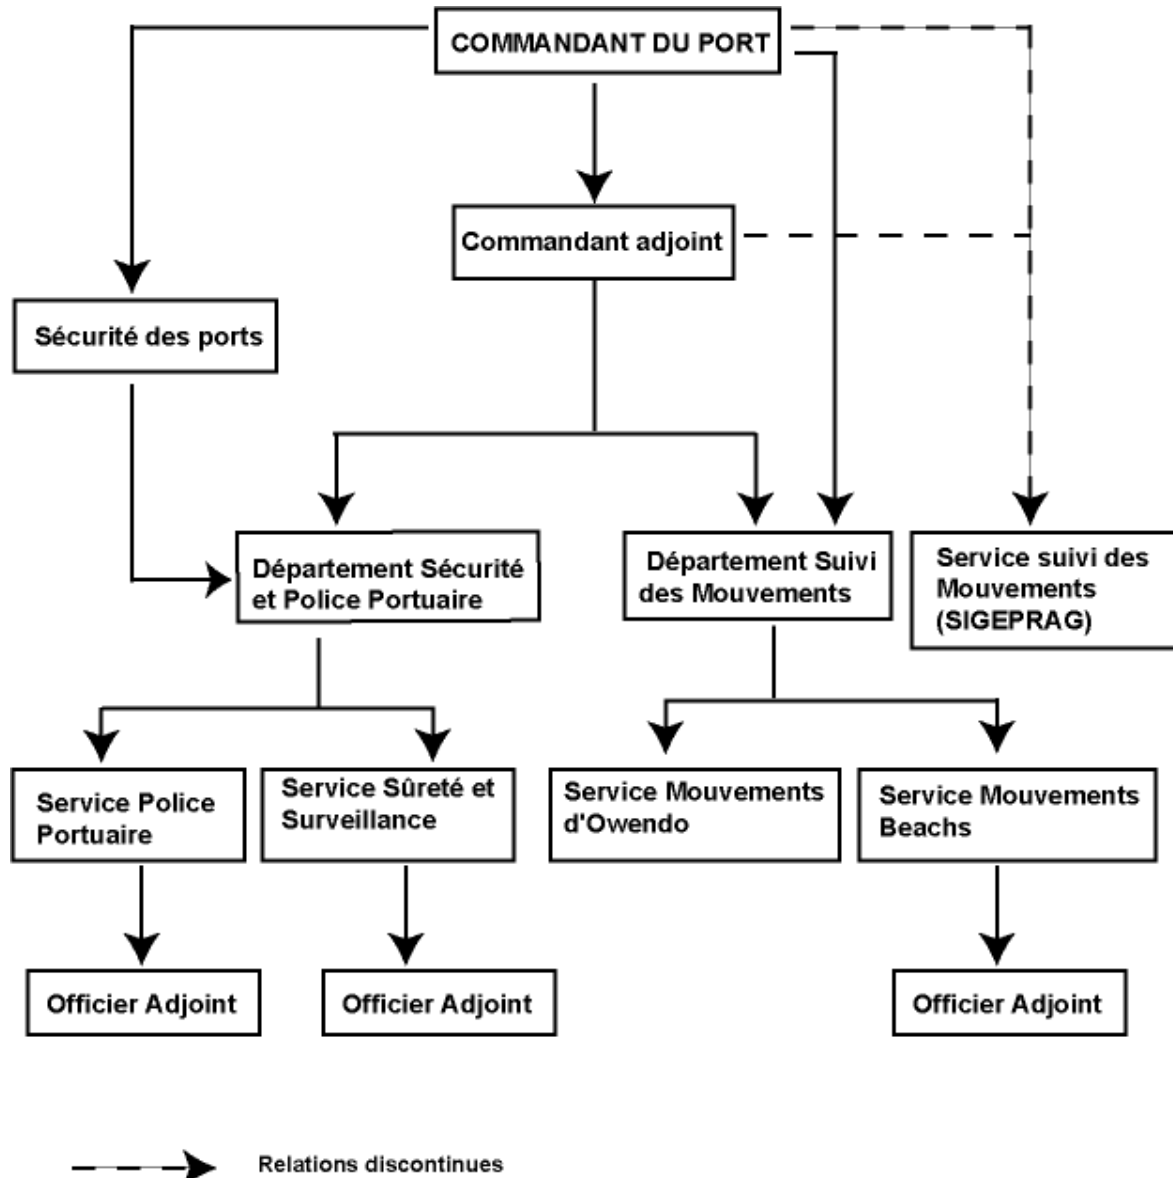 COMMANDANT DU PORT
Commandant adjoint
Sécurité des ports
Département Sécurité
et Police Portuaire
Département Suivi
des Mouvements
Service suivi des
Mouvements
(SIGEPRAG)
Service Police
Portuaire
Service Sûreté et
Surveillance
Service Mouvements
d'Owendo
Service Mouvements
Beachs
Officier Adjoint
Officier Adjoint
Officier Adjoint
Relations discontinues